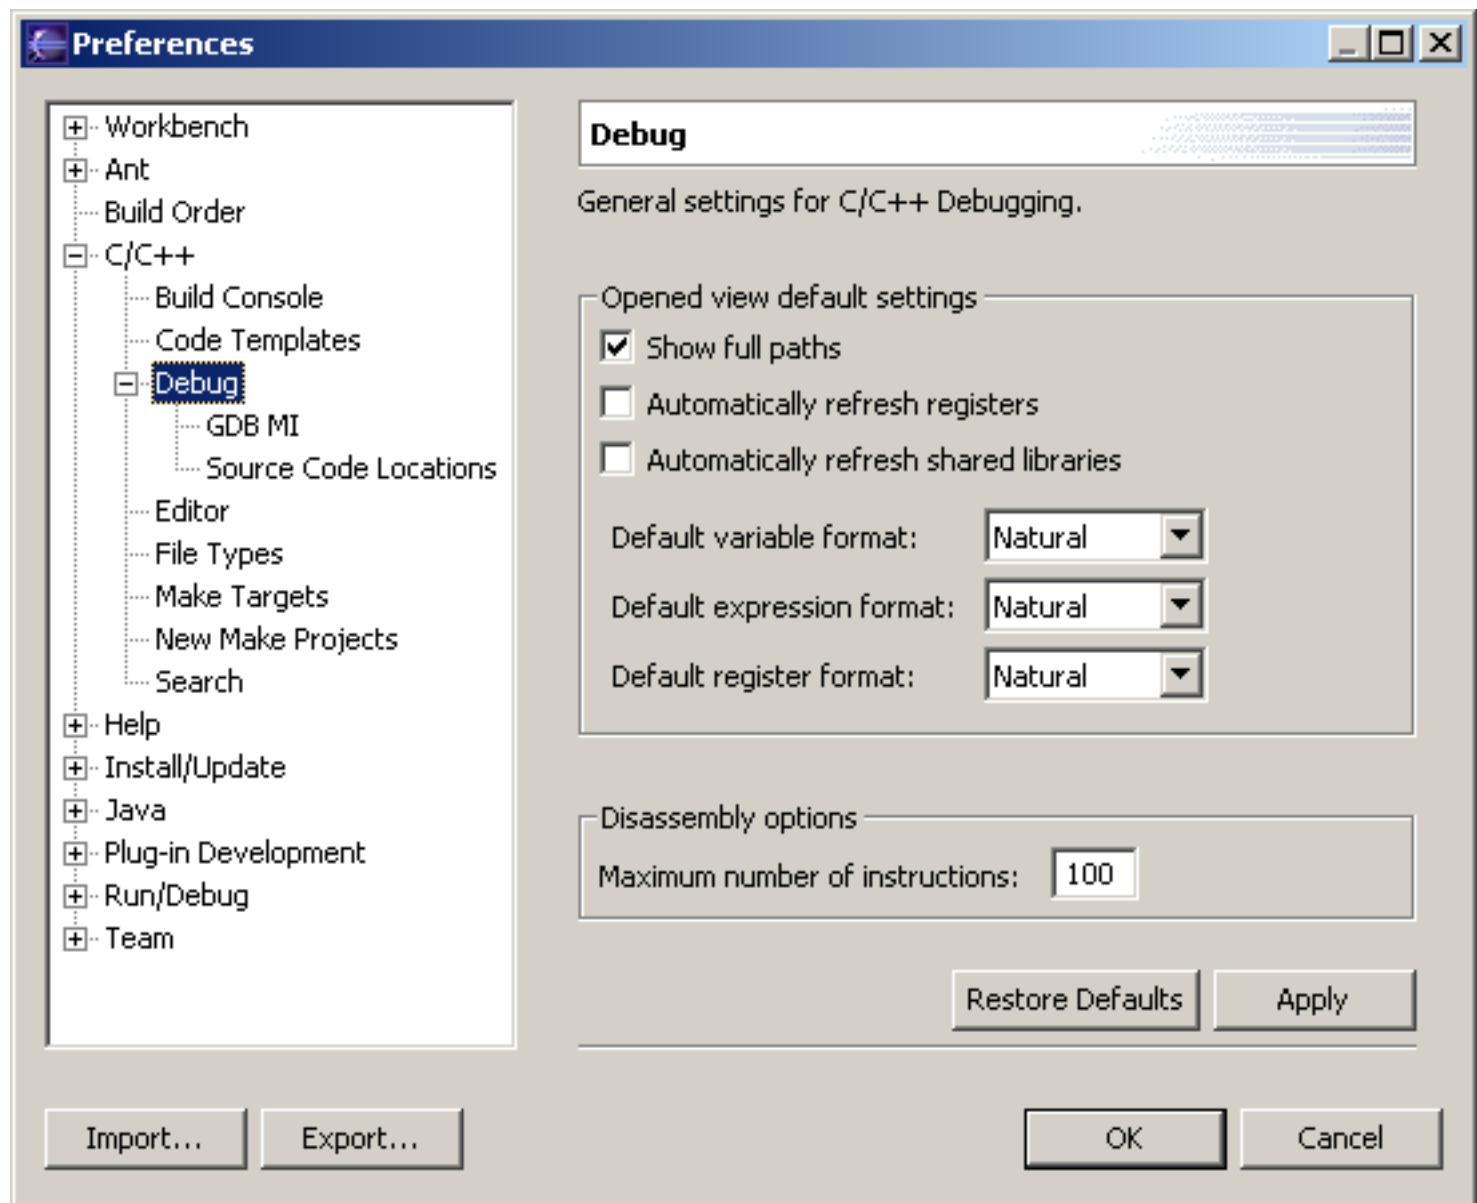 Preferences
Workbench
Ant
Build Order
C/C++
Build Console
Code Templates
Debug
GDB MI
Source Code Locations
Editor
File Types
Make Targets
New Make Projects
Search
Help
Install/Update
Java
Plug-in Development
Run/Debug
Team
Debug
General settings for C/C++ Debugging.
Opened view default settings
Show full paths
Automatically refresh registers
Automatically refresh shared libraries
Default variable format: Natural
Default expression format: Natural
Default register format: Natural
Disassembly options
Maximum number of instructions: 100
Restore Defaults Apply
Import... Export... OK Cancel